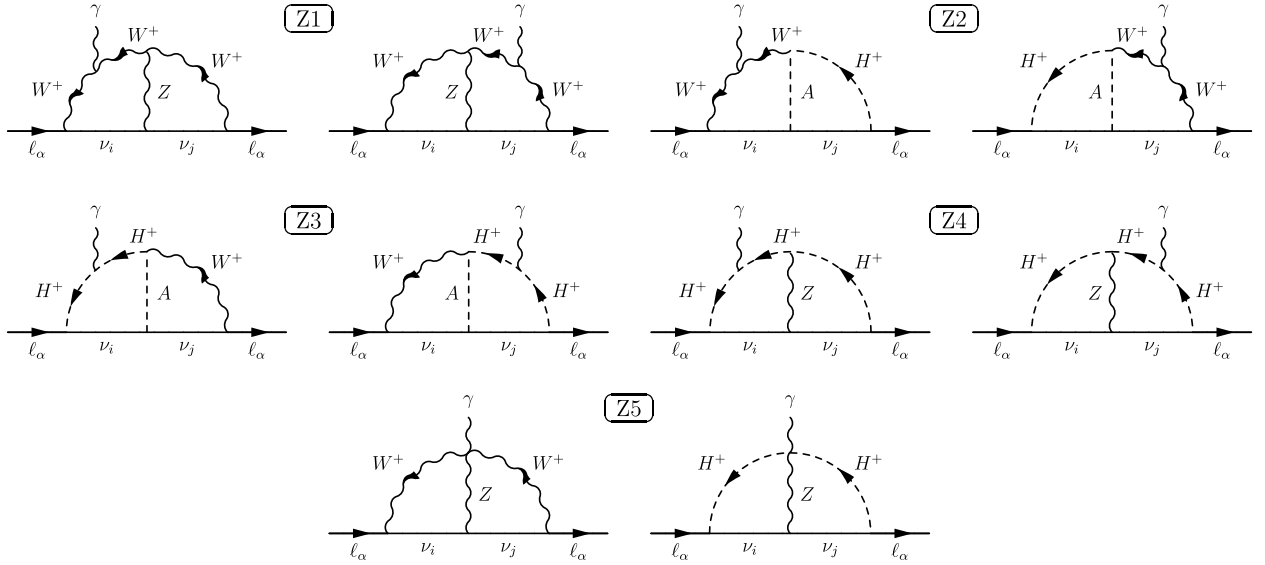 γ Z1 γ Z2 γ
W⁺ W⁺ W⁺ W⁺
W⁺ Z Z W⁺ W⁺ A H⁺ H⁺ A W⁺
ℓα νi νj ℓα ℓα νi νj ℓα ℓα νi νj ℓα ℓα νi νj ℓα
γ Z3 γ γ Z4 γ
H⁺ H⁺ H⁺ H⁺
H⁺ A W⁺ W⁺ A H⁺ H⁺ Z H⁺ H⁺ Z H⁺
ℓα νi νj ℓα ℓα νi νj ℓα ℓα νi νj ℓα ℓα νi νj ℓα
γ Z5 γ
W⁺ W⁺ H⁺ H⁺
Z Z
ℓα νi νj ℓα ℓα νi νj ℓα